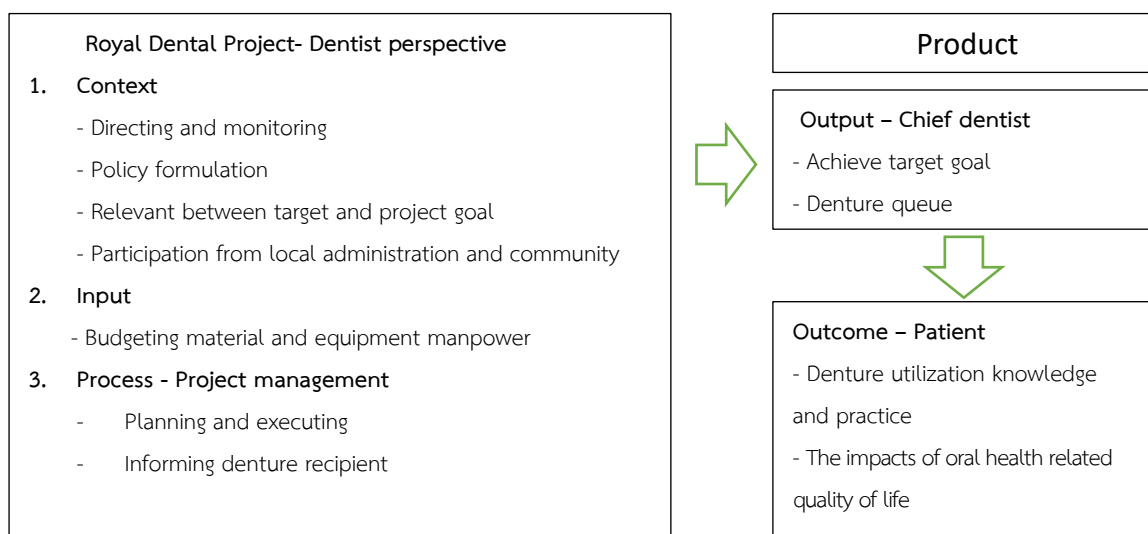 Royal Dental Project- Dentist perspective
1. Context
- Directing and monitoring
- Policy formulation
- Relevant between target and project goal
- Participation from local administration and community
2. Input
- Budgeting material and equipment manpower
3. Process - Project management
- Planning and executing
- Informing denture recipient
Product
Output – Chief dentist
- Achieve target goal
- Denture queue
Outcome – Patient
- Denture utilization knowledge
and practice
- The impacts of oral health related
quality of life